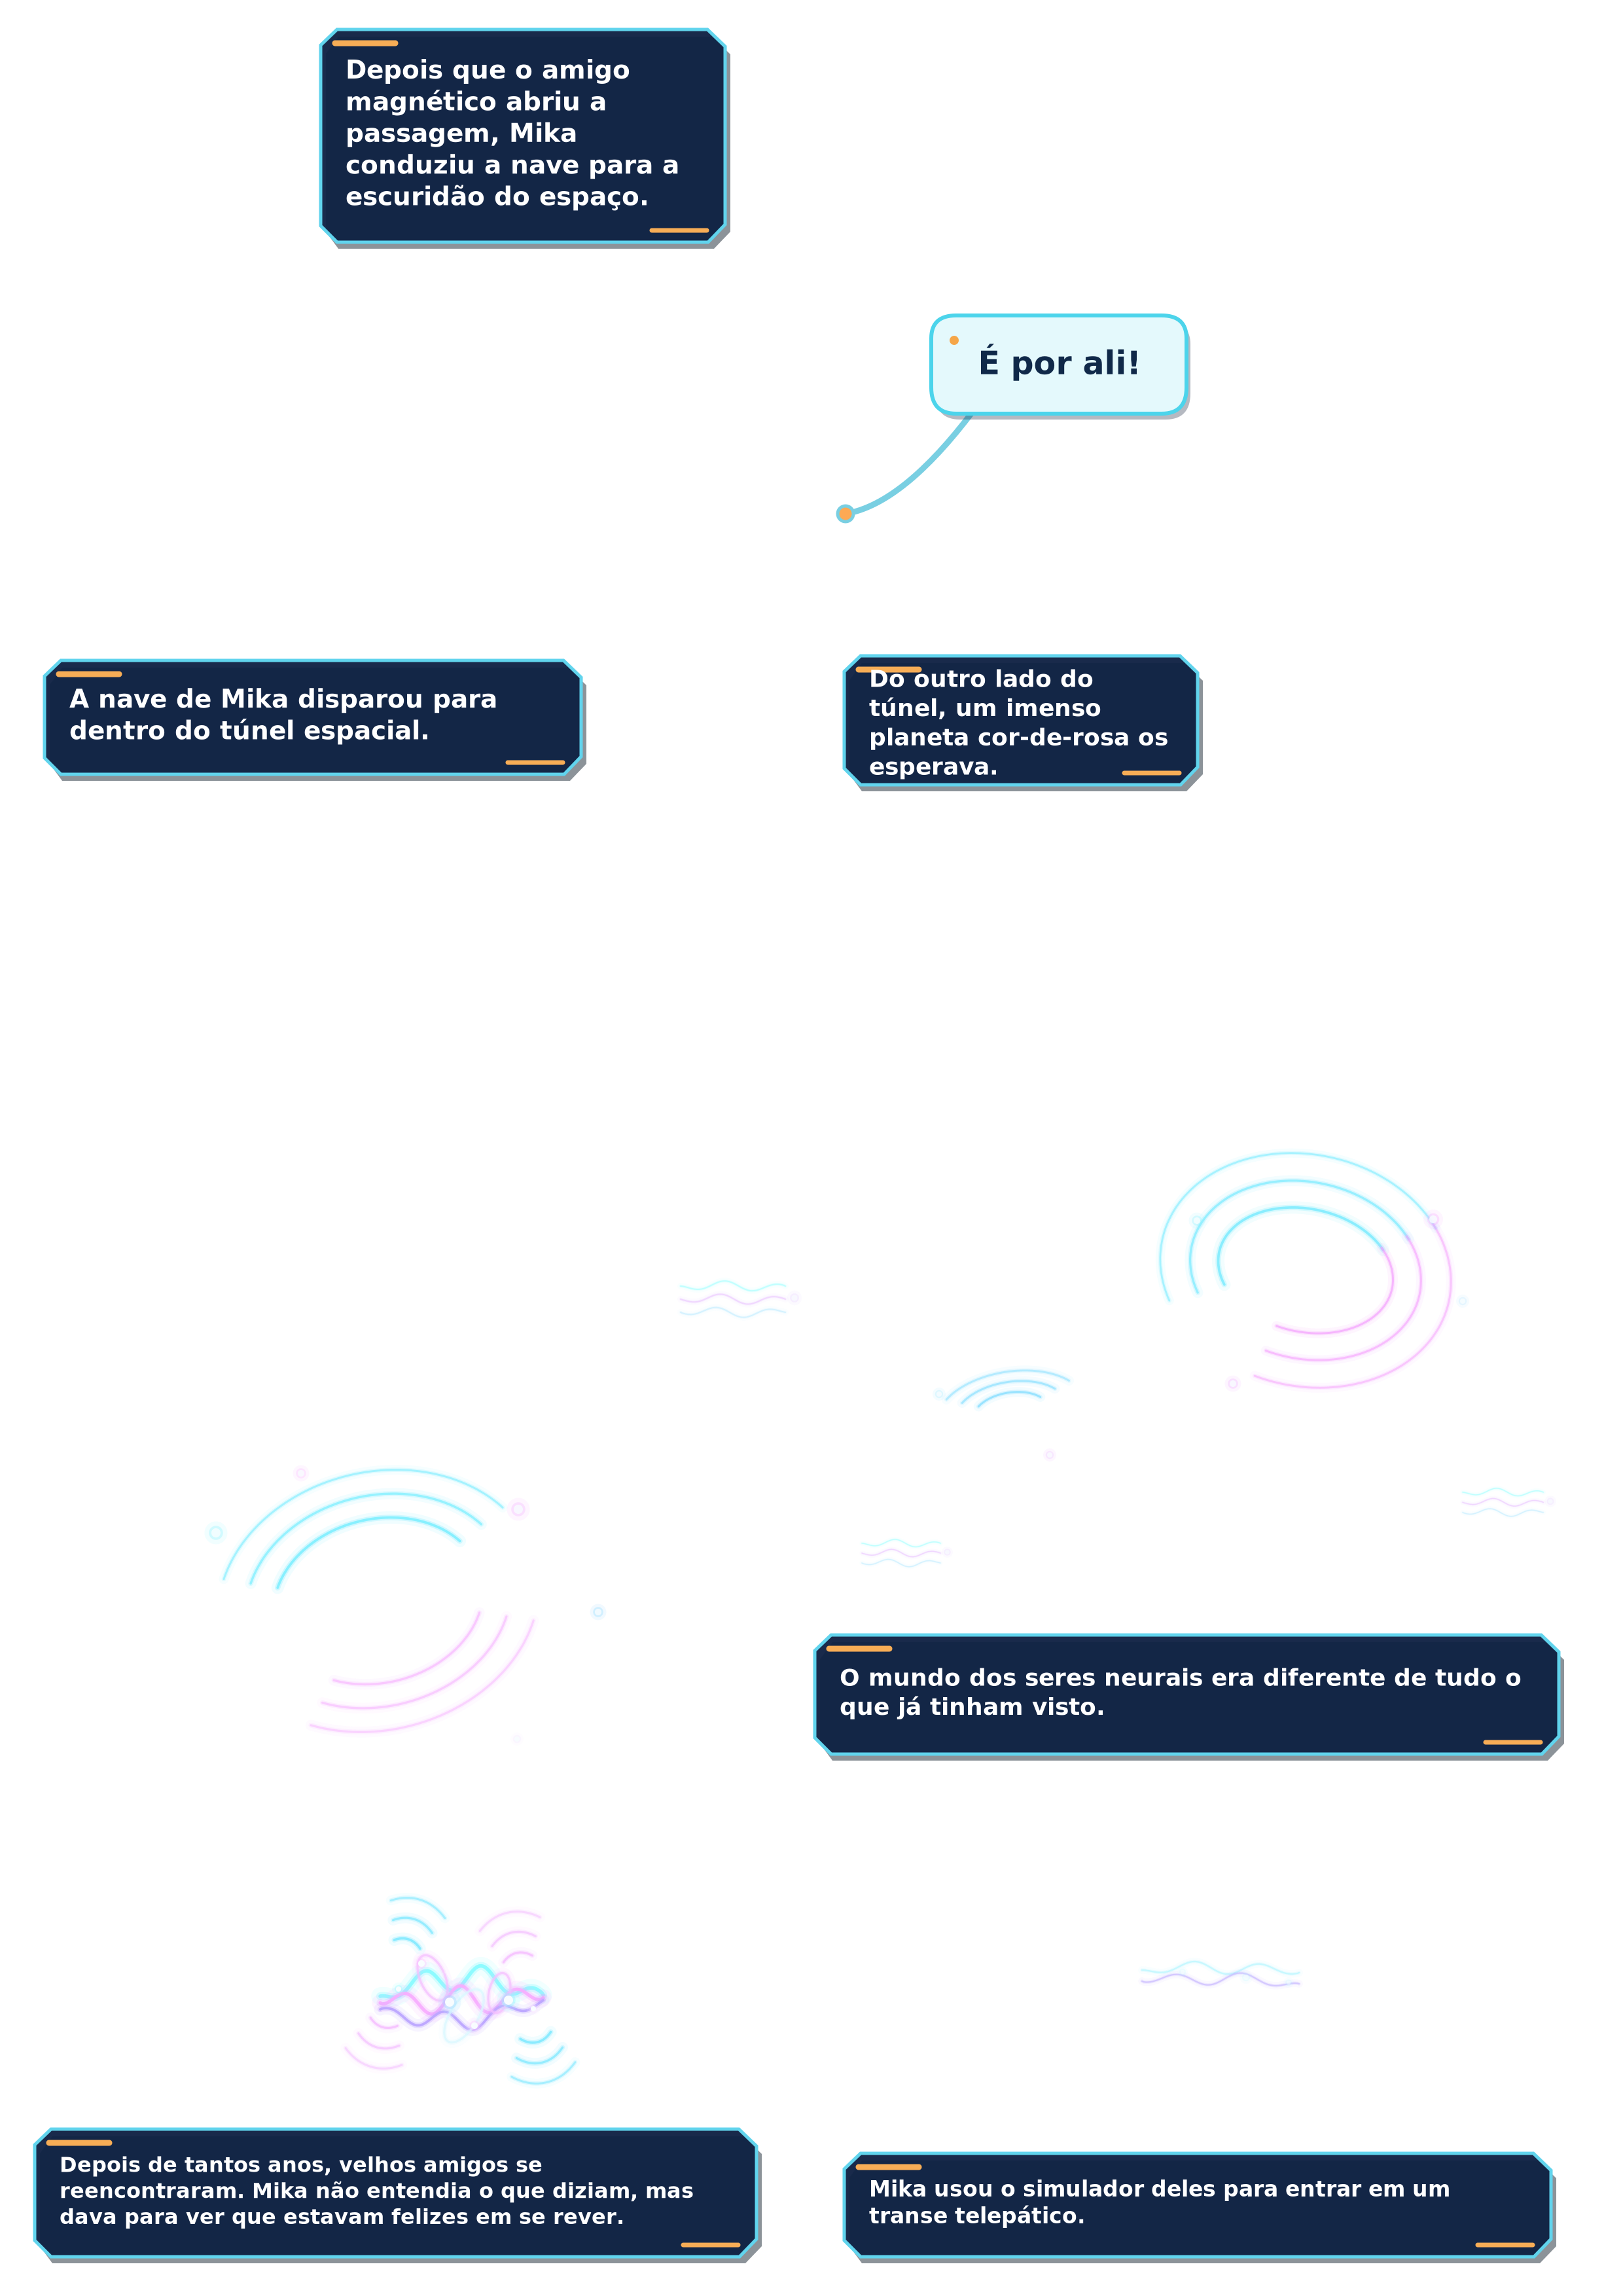 Depois que o amigo
magnético abriu a
passagem, Mika
conduziu a nave para a
escuridão do espaço.
É por ali!
A nave de Mika disparou para
dentro do túnel espacial.
Do outro lado do
túnel, um imenso
planeta cor-de-rosa os
esperava.
O mundo dos seres neurais era diferente de tudo o
que já tinham visto.
Depois de tantos anos, velhos amigos se
reencontraram. Mika não entendia o que diziam, mas
dava para ver que estavam felizes em se rever.
Mika usou o simulador deles para entrar em um
transe telepático.